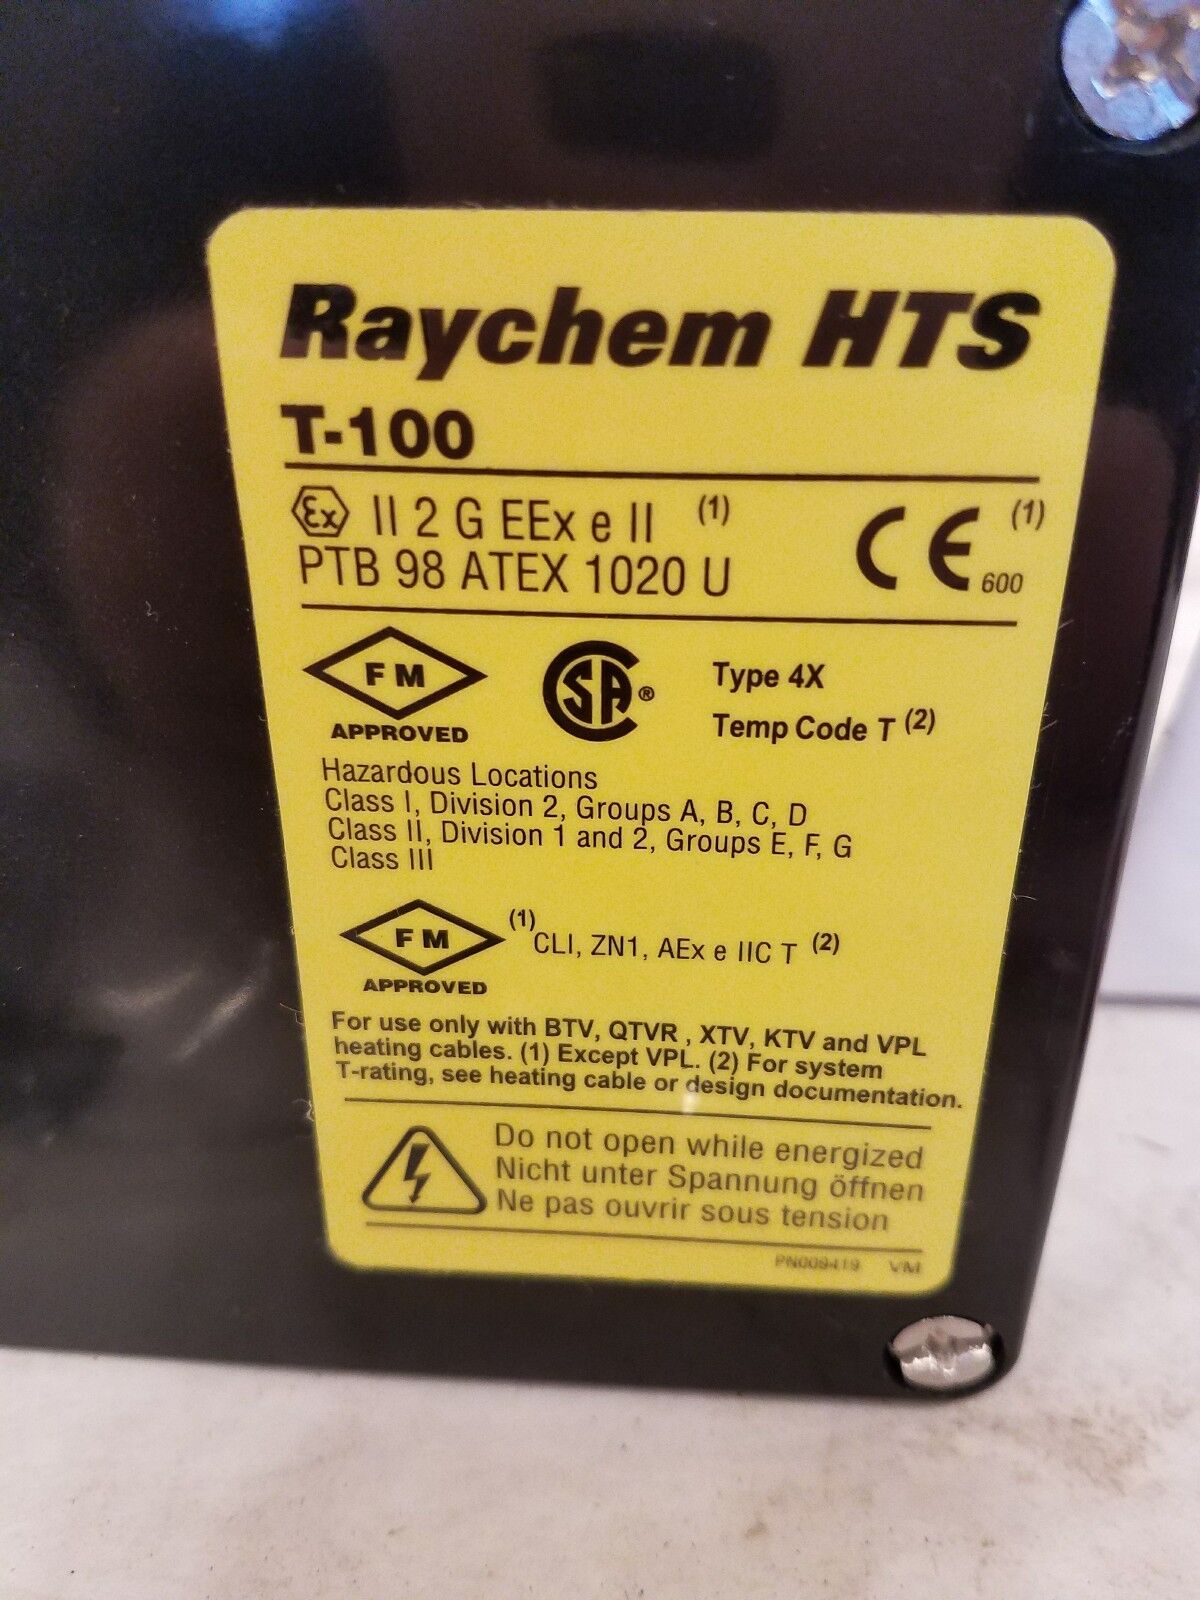 Raychem HTS
T-100
Ex II 2 G EEx e II (1)
PTB 98 ATEX 1020 U
CE 600 (1)
FM
APPROVED
SA®
Type 4X
Temp Code T (2)
Hazardous Locations
Class I, Division 2, Groups A, B, C, D
Class II, Division 1 and 2, Groups E, F, G
Class III
FM
APPROVED
(1) CLI, ZN1, AEx e IIC T (2)
For use only with BTV, QTVR , XTV, KTV and VPL
heating cables. (1) Except VPL. (2) For system
T-rating, see heating cable or design documentation.
Do not open while energized
Nicht unter Spannung öffnen
Ne pas ouvrir sous tension
PN009419 VM